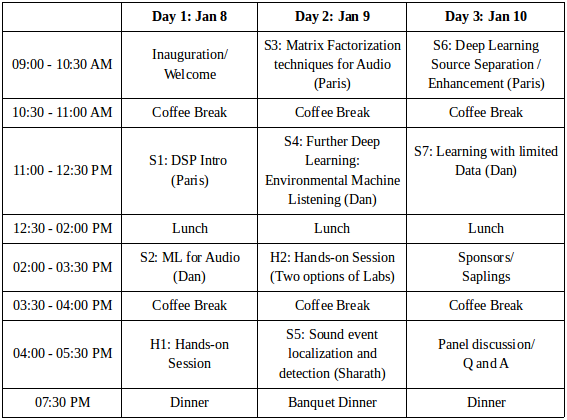 Day 1: Jan 8 Day 2: Jan 9 Day 3: Jan 10
09:00 - 10:30 AM
Inauguration/
Welcome
S3: Matrix Factorization
techniques for Audio
(Paris)
S6: Deep Learning
Source Separation /
Enhancement (Paris)
10:30 - 11:00 AM Coffee Break Coffee Break Coffee Break
11:00 - 12:30 PM
S1: DSP Intro
(Paris)
S4: Further Deep
Learning:
Environmental Machine
Listening (Dan)
S7: Learning with limited
Data (Dan)
12:30 - 02:00 PM Lunch Lunch Lunch
02:00 - 03:30 PM
S2: ML for Audio
(Dan)
H2: Hands-on Session
(Two options of Labs)
Sponsors/
Saplings
03:30 - 04:00 PM Coffee Break Coffee Break Coffee Break
04:00 - 05:30 PM
H1: Hands-on
Session
S5: Sound event
localization and
detection (Sharath)
Panel discussion/
Q and A
07:30 PM Dinner Banquet Dinner Dinner